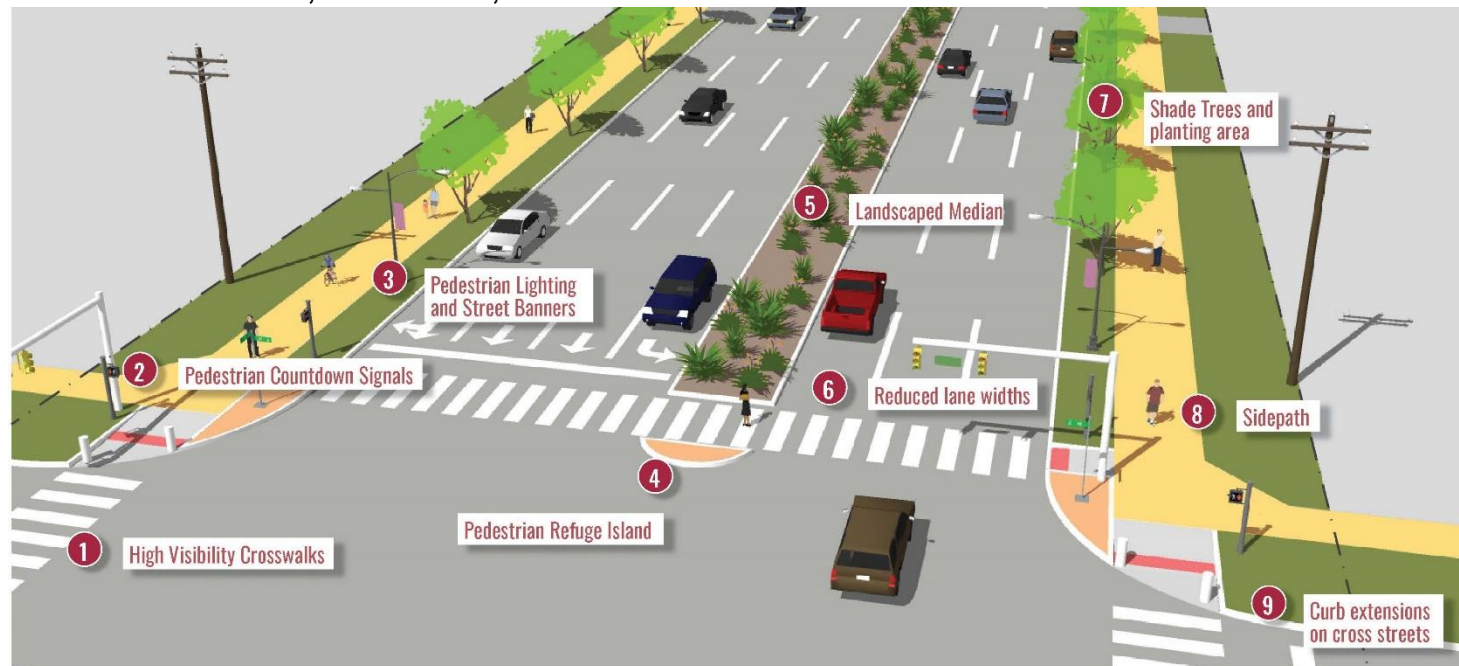 7
Shade Trees and
planting area
5
Landscaped Median
3
Pedestrian Lighting
and Street Banners
2
Pedestrian Countdown Signals
6
Reduced lane widths
8
Sidepath
4
Pedestrian Refuge Island
1
High Visibility Crosswalks
9
Curb extensions
on cross streets